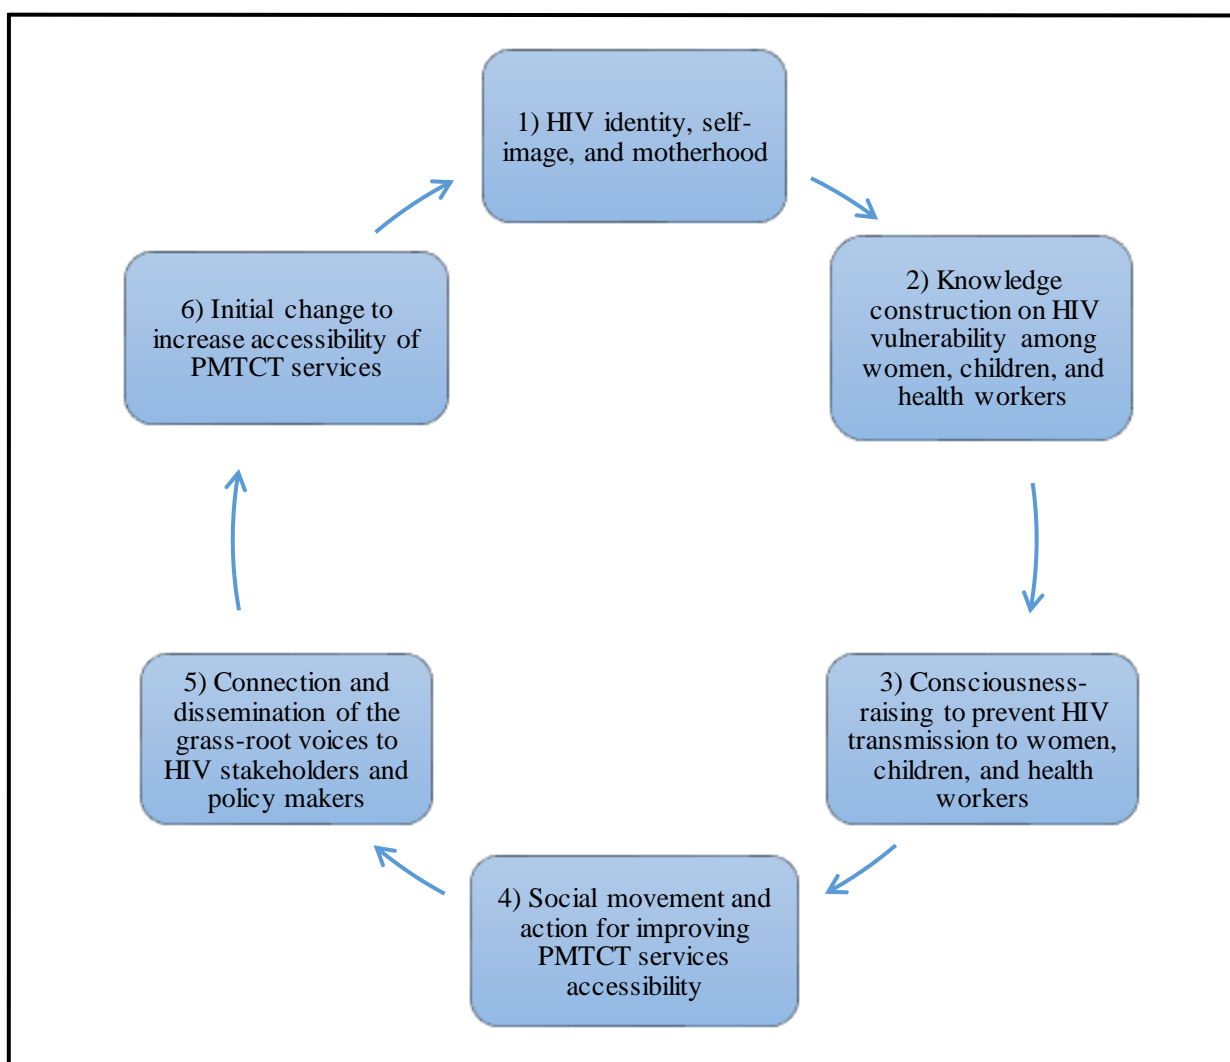 1) HIV identity, self-
image, and motherhood
2) Knowledge
construction on HIV
vulnerability among
women, children, and
health workers
3) Consciousness-
raising to prevent HIV
transmission to women,
children, and health
workers
4) Social movement and
action for improving
PMTCT services
accessibility
5) Connection and
dissemination of the
grass-root voices to
HIV stakeholders and
policy makers
6) Initial change to
increase accessibility of
PMTCT services